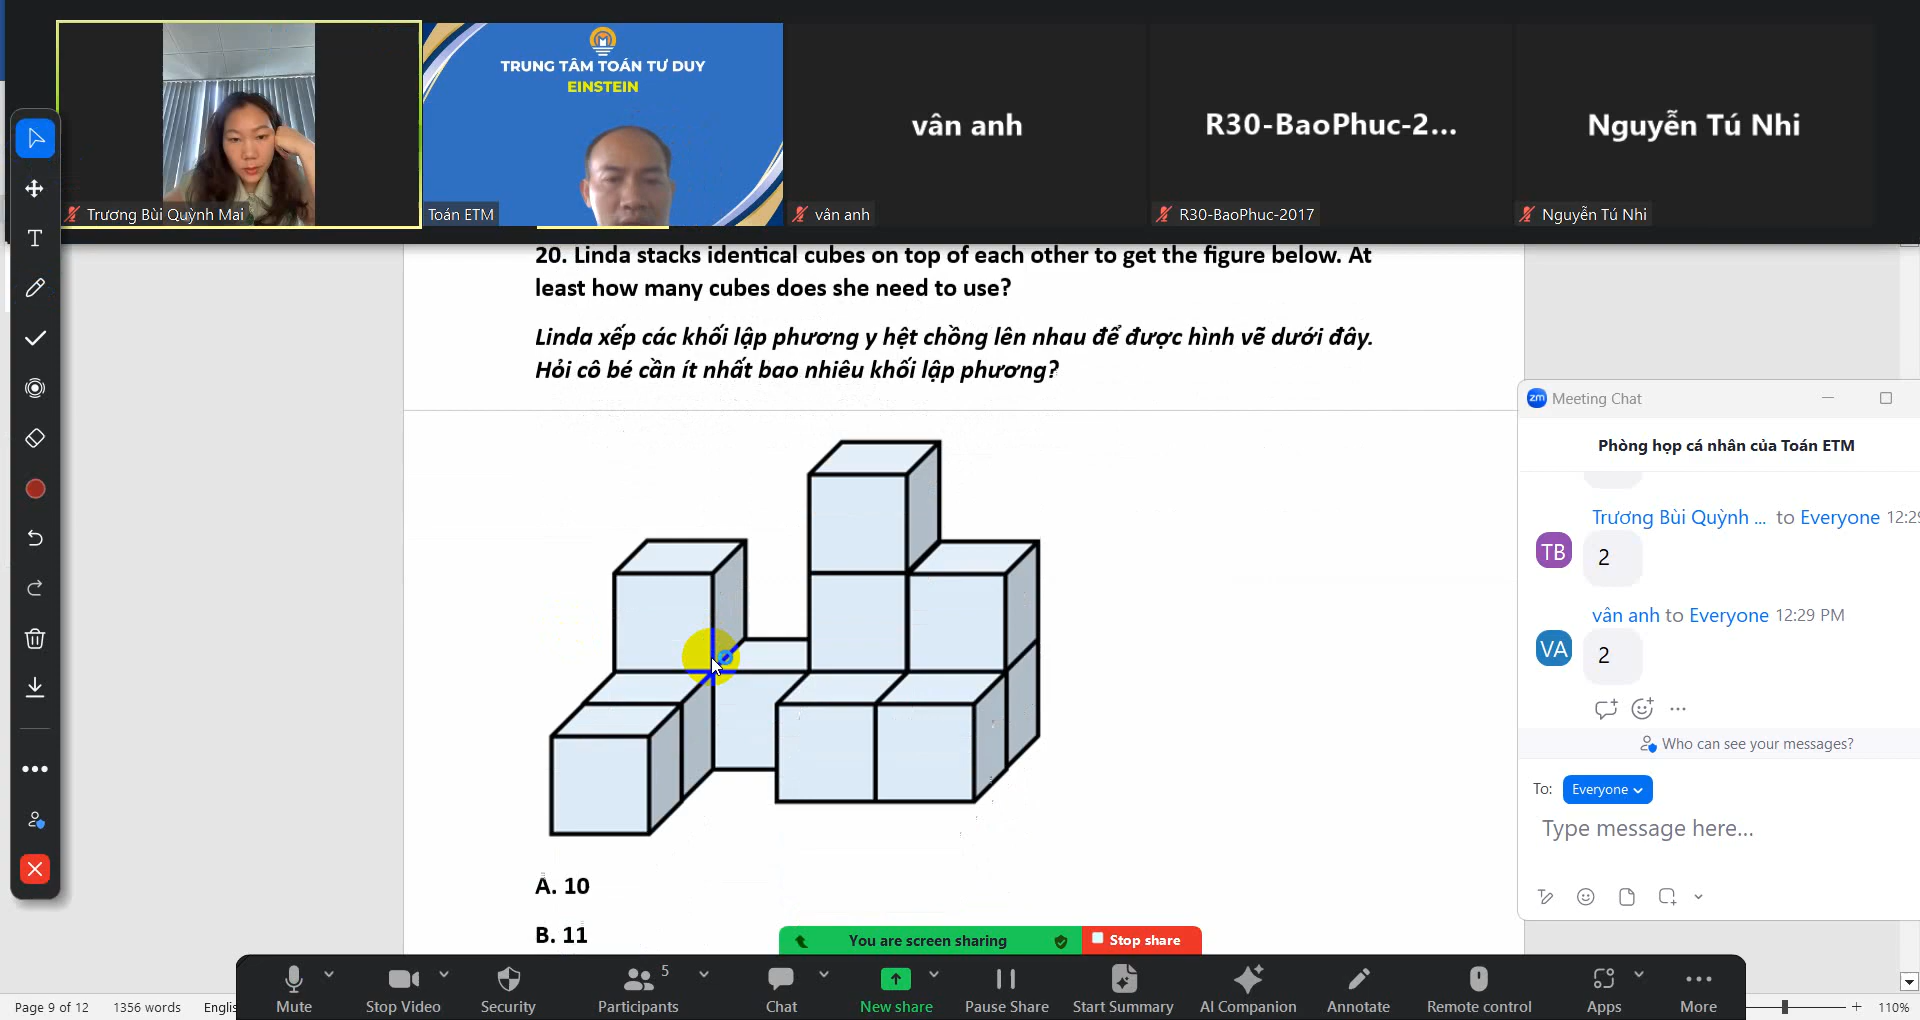 TRUNG TÂM TOÁN TƯ DUY
EINSTEIN
vân anh
R30-BaoPhuc-2...
Nguyễn Tú Nhi
Trương Bùi Quỳnh Mai
Toán ETM
vân anh
R30-BaoPhuc-2017
Nguyễn Tú Nhi
20. Linda stacks identical cubes on top of each other to get the figure below. At
least how many cubes does she need to use?
Linda xếp các khối lập phương y hệt chồng lên nhau để được hình vẽ dưới đây.
Hỏi cô bé cần ít nhất bao nhiêu khối lập phương?
A. 10
B. 11
zm Meeting Chat
Phòng họp cá nhân của Toán ETM
Trương Bùi Quỳnh ... to Everyone 12:29
TB
2
vân anh to Everyone 12:29 PM
VA
2
Who can see your messages?
To: Everyone
Type message here...
You are screen sharing
Stop share
Page 9 of 12 1356 words Englis
Mute
Stop Video
Security
5
Participants
Chat
New share
Pause Share
Start Summary
AI Companion
Annotate
Remote control
Apps
More
110%